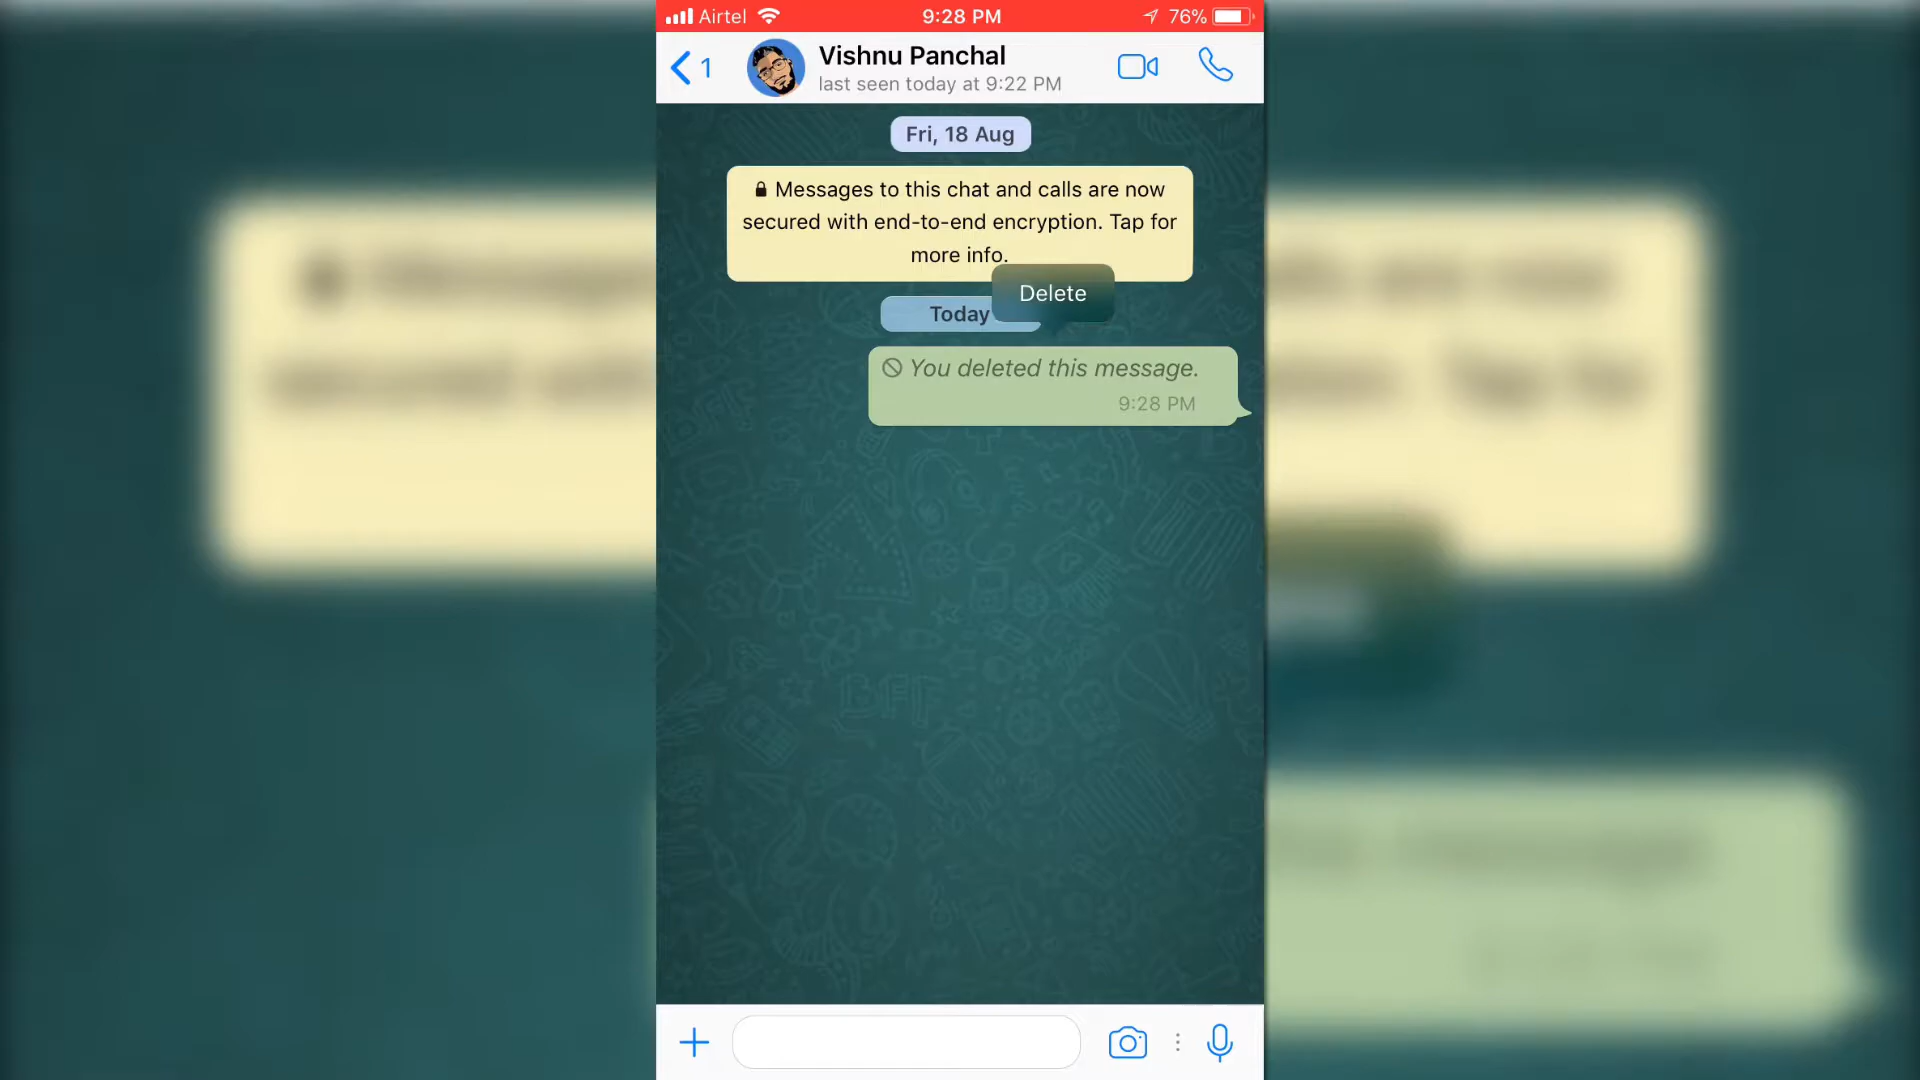 Airtel 9:28 PM 76%
1 Vishnu Panchal
last seen today at 9:22 PM
Fri, 18 Aug
Messages to this chat and calls are now
secured with end-to-end encryption. Tap for
more info.
Delete
Today
You deleted this message.
9:28 PM